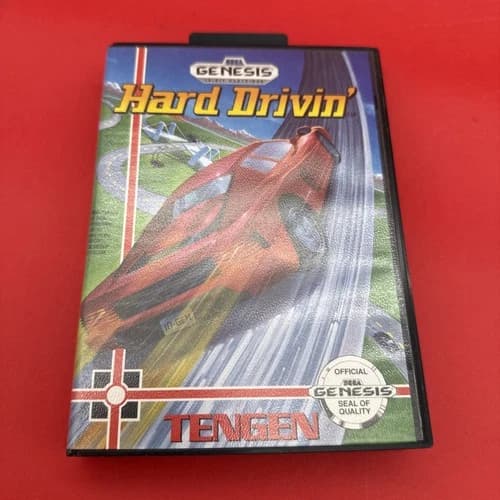 SEGA
GENESIS
Hard Drivin'
TENGEN
OFFICIAL
SEGA
GENESIS
SEAL OF
QUALITY